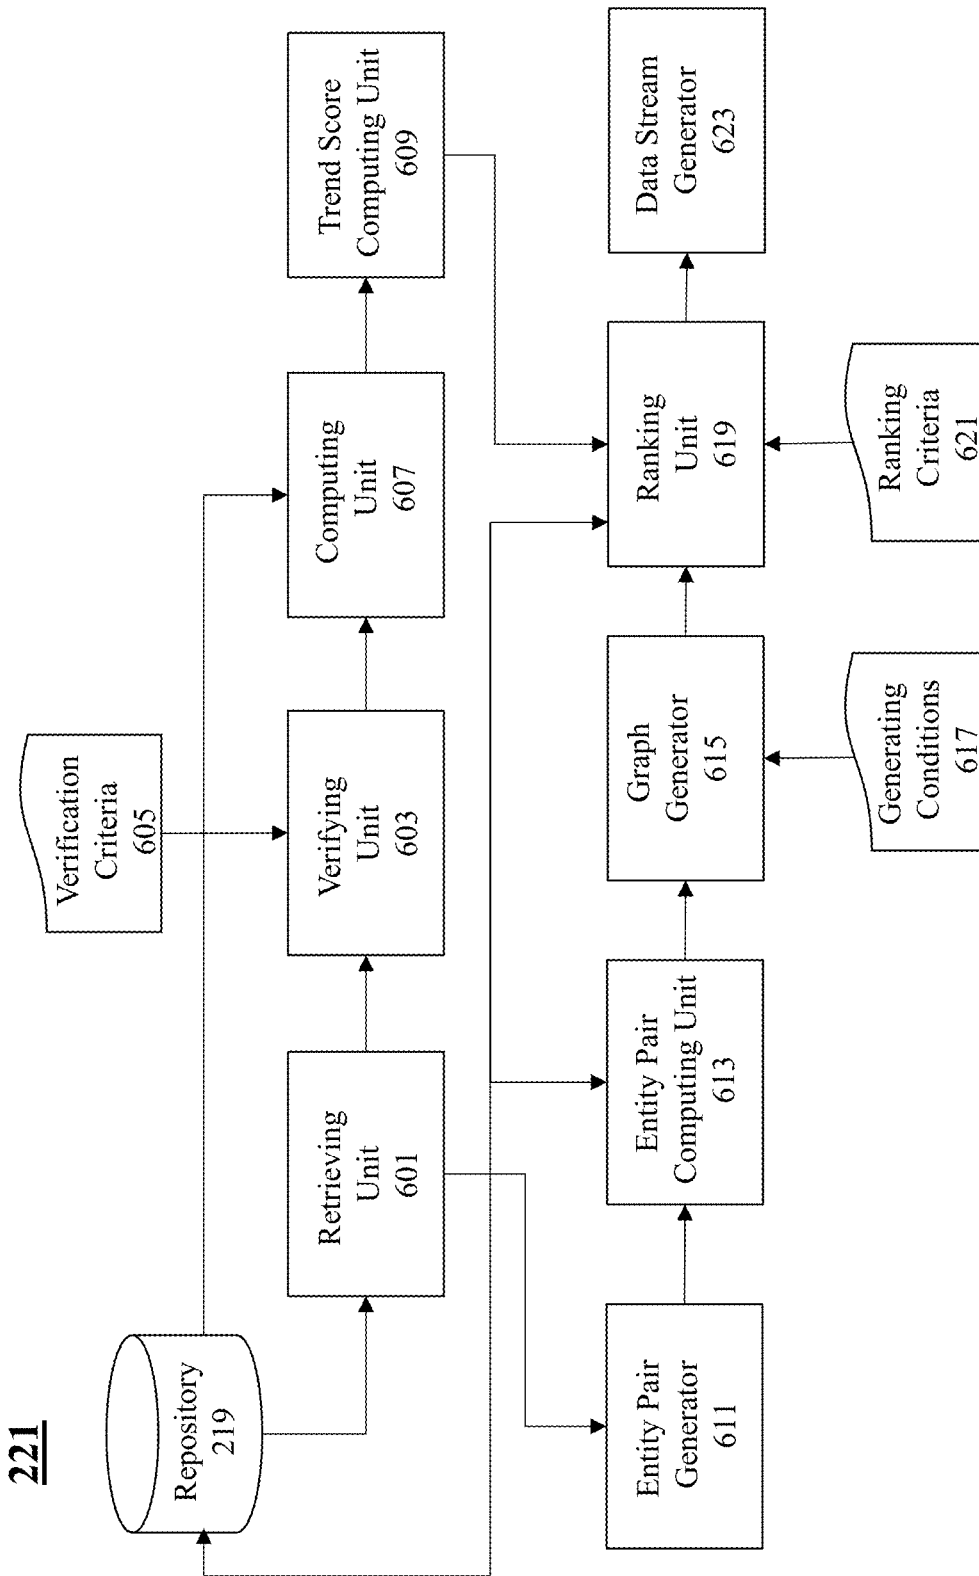 221
Repository
219
Verification
Criteria
605
Retrieving
Unit
601
Verifying
Unit
603
Computing
Unit
607
Trend Score
Computing Unit
609
Entity Pair
Generator
611
Entity Pair
Computing Unit
613
Graph
Generator
615
Ranking
Unit
619
Data Stream
Generator
623
Generating
Conditions
617
Ranking
Criteria
621